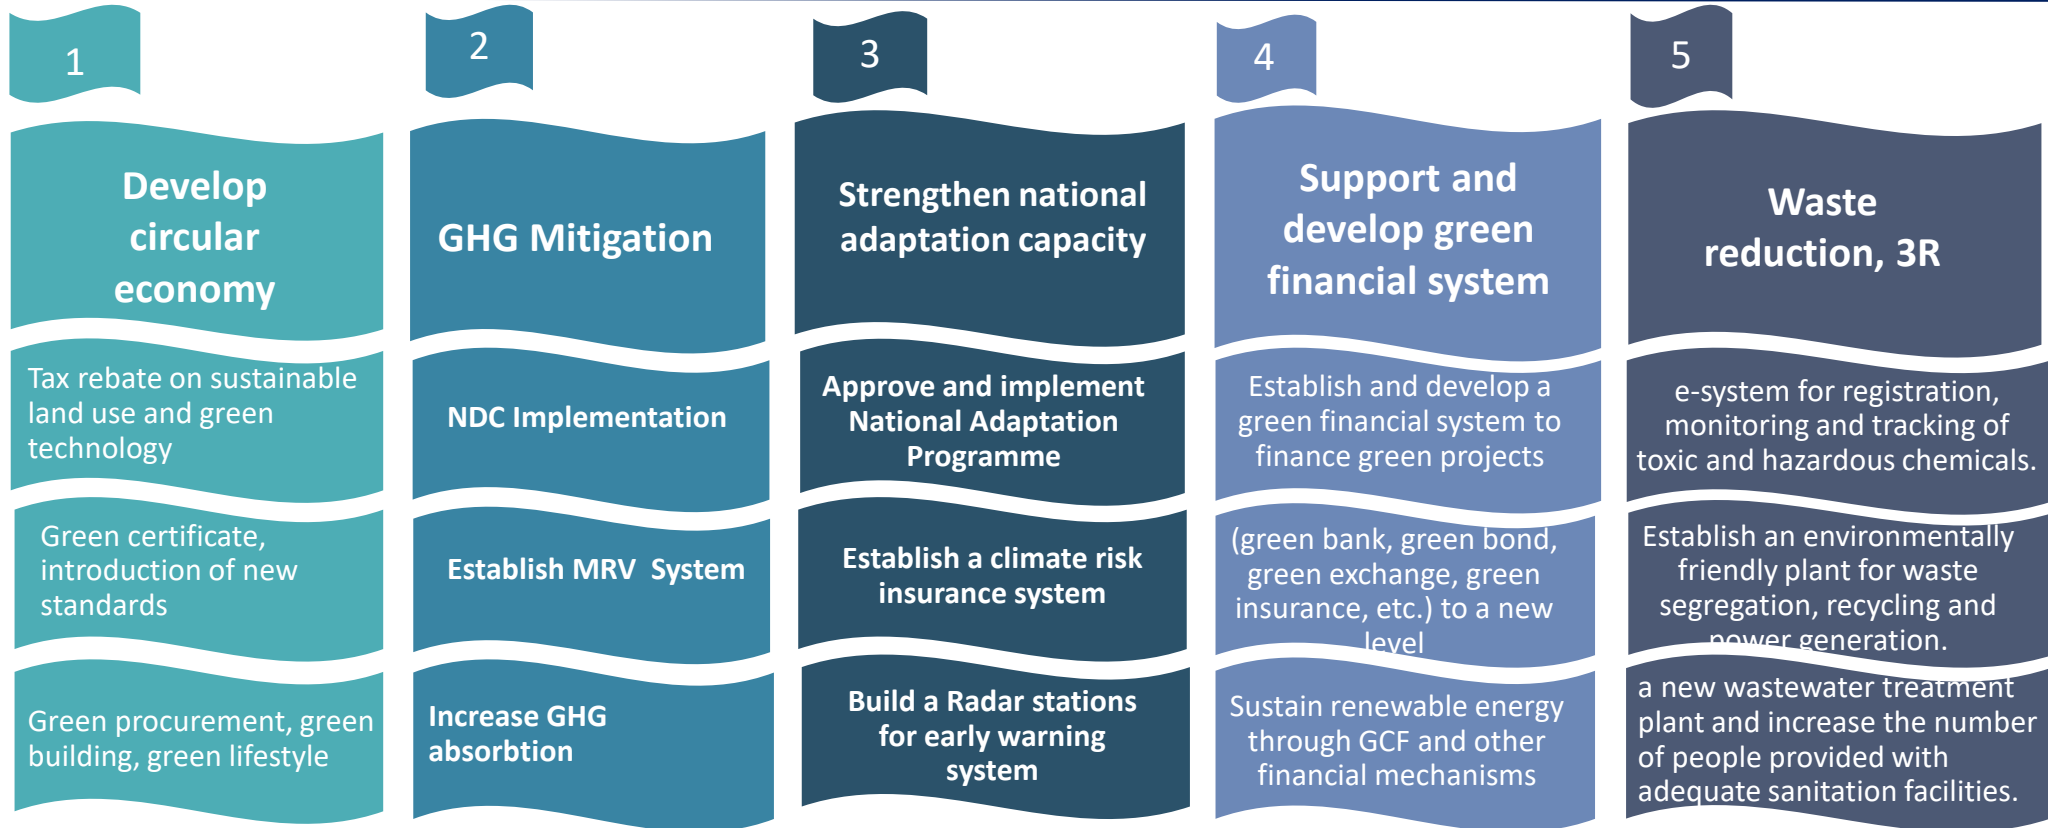 1
Develop
circular
economy
Tax rebate on sustainable
land use and green
technology
Green certificate,
introduction of new
standards
Green procurement, green
building, green lifestyle
2
GHG Mitigation
NDC Implementation
Establish MRV System
Increase GHG
absorbtion
3
Strengthen national
adaptation capacity
Approve and implement
National Adaptation
Programme
Establish a climate risk
insurance system
Build a Radar stations
for early warning
system
4
Support and
develop green
financial system
Establish and develop a
green financial system to
finance green projects
(green bank, green bond,
green exchange, green
insurance, etc.) to a new
level
Sustain renewable energy
through GCF and other
financial mechanisms
5
Waste
reduction, 3R
e-system for registration,
monitoring and tracking of
toxic and hazardous chemicals.
Establish an environmentally
friendly plant for waste
segregation, recycling and
power generation.
a new wastewater treatment
plant and increase the number
of people provided with
adequate sanitation facilities.